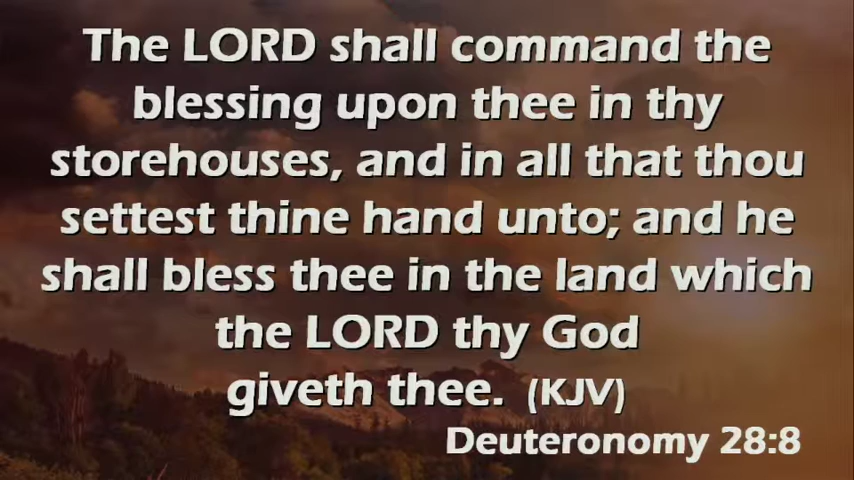 The LORD shall command the
blessing upon thee in thy
storehouses, and in all that thou
settest thine hand unto; and he
shall bless thee in the land which
the LORD thy God
giveth thee. (KJV)
Deuteronomy 28:8